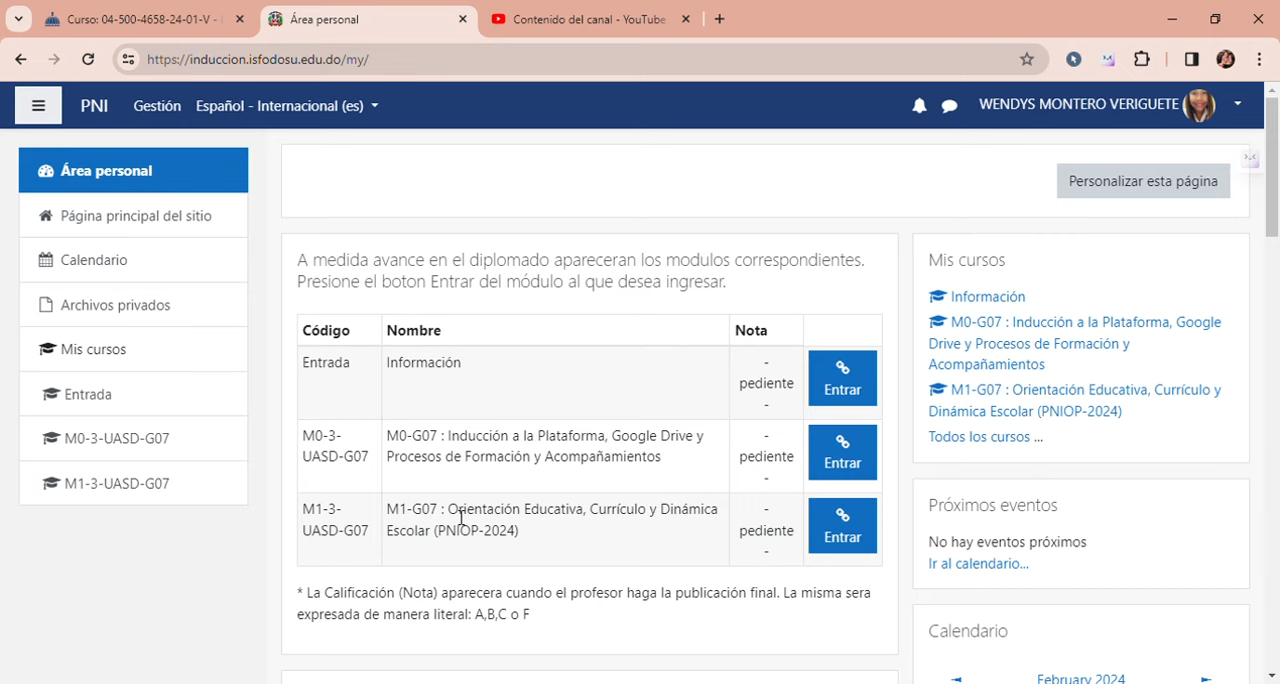 Curso: 04-500-4658-24-01-V -
Área personal
Contenido del canal - YouTube
https://induccion.isfodosu.edu.do/my/
PNI
Gestión
Español - Internacional (es)
WENDYS MONTERO VERIGUETE
Área personal
Página principal del sitio
Calendario
Archivos privados
Mis cursos
Entrada
M0-3-UASD-G07
M1-3-UASD-G07
Personalizar esta página
A medida avance en el diplomado apareceran los modulos correspondientes.
Presione el boton Entrar del módulo al que desea ingresar.
Código Nombre Nota
Entrada Información -
pediente
-
Entrar
M0-3- M0-G07 : Inducción a la Plataforma, Google Drive y -
UASD-G07 Procesos de Formación y Acompañamientos pediente
-
Entrar
M1-3- M1-G07 : Orientación Educativa, Currículo y Dinámica -
UASD-G07 Escolar (PNIOP-2024) pediente
-
Entrar
* La Calificación (Nota) aparecera cuando el profesor haga la publicación final. La misma sera
expresada de manera literal: A,B,C o F
Mis cursos
Información
M0-G07 : Inducción a la Plataforma, Google
Drive y Procesos de Formación y
Acompañamientos
M1-G07 : Orientación Educativa, Currículo y
Dinámica Escolar (PNIOP-2024)
Todos los cursos ...
Próximos eventos
No hay eventos próximos
Ir al calendario...
Calendario
February 2024